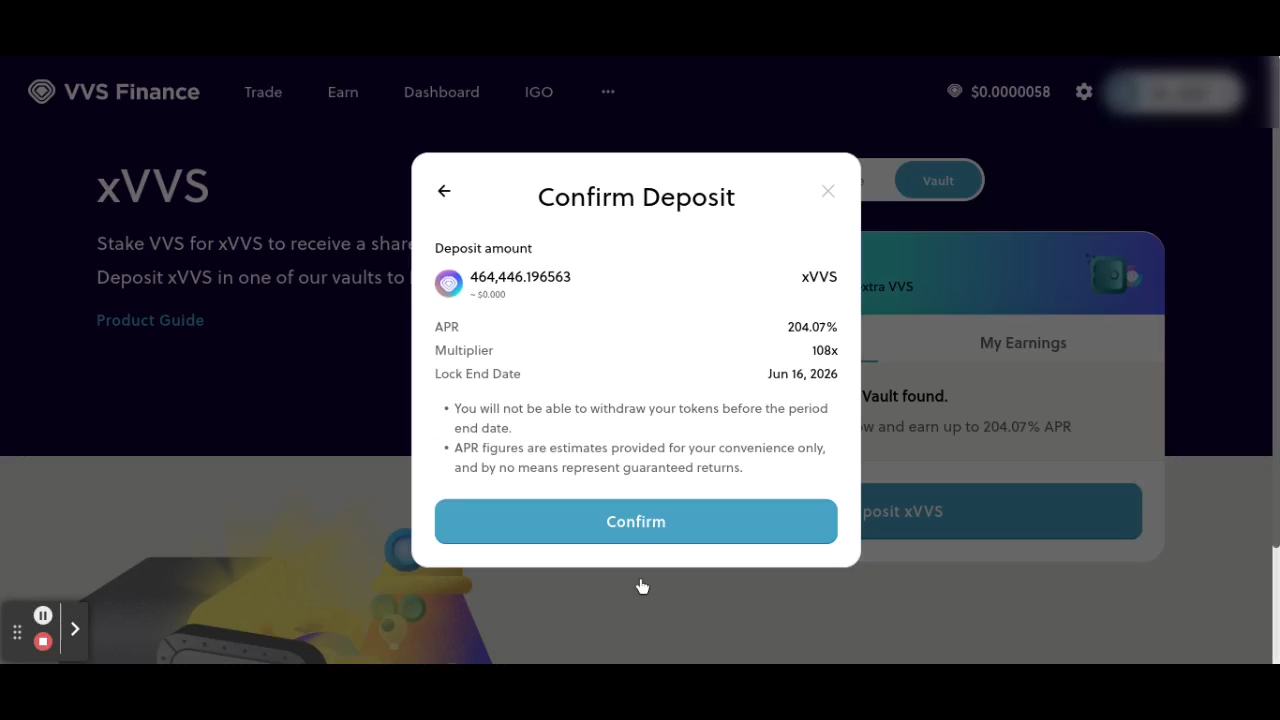 VVS Finance Trade Earn Dashboard IGO ••• $0.0000058
xVVS
Vault
Stake VVS for xVVS to receive a share
Deposit xVVS in one of our vaults to
Product Guide
Confirm Deposit
Deposit amount
464,446.196563 xVVS
~ $0.000
APR 204.07%
Multiplier 108x
Lock End Date Jun 16, 2026
• You will not be able to withdraw your tokens before the period
end date.
• APR figures are estimates provided for your convenience only,
and by no means represent guaranteed returns.
Confirm
extra VVS
My Earnings
Vault found.
and earn up to 204.07% APR
xVVS